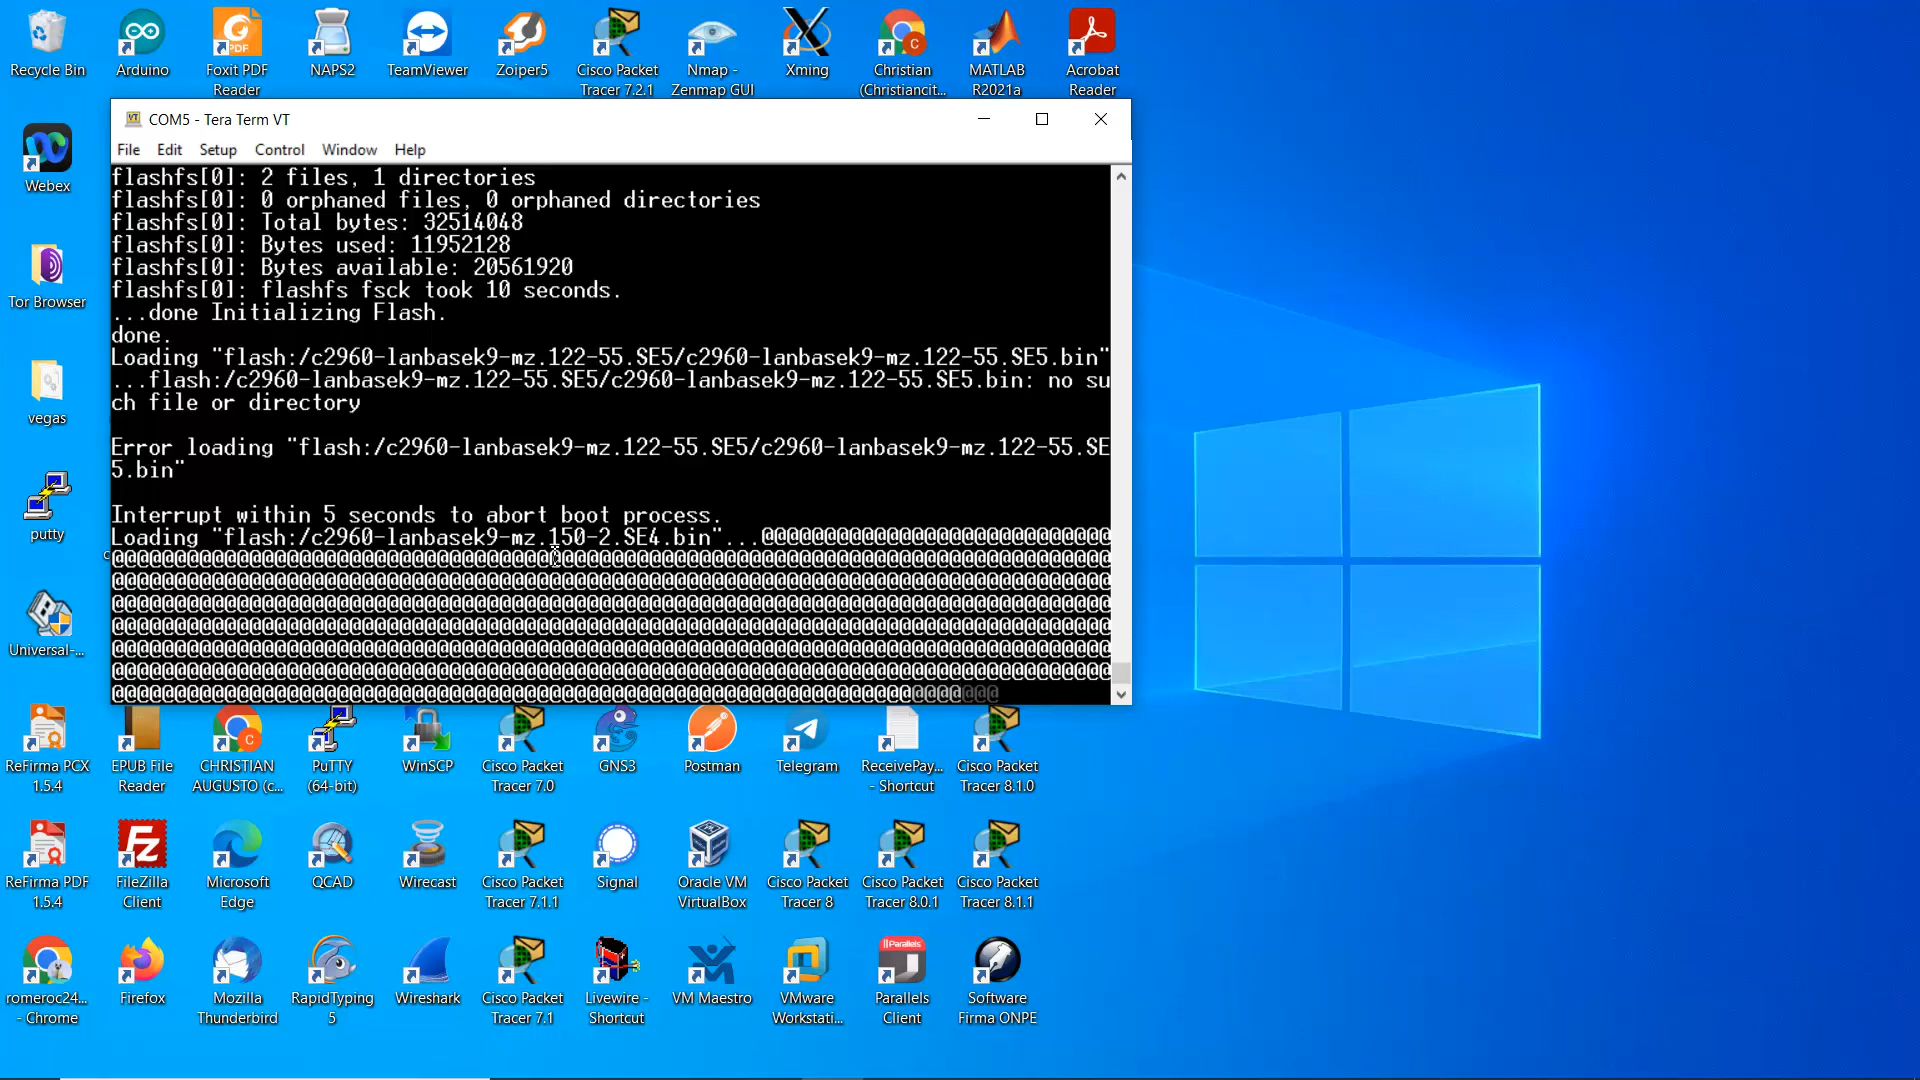 Recycle Bin
Arduino
Foxit PDF
Reader
NAPS2
TeamViewer
Zoiper5
Cisco Packet
Tracer 7.2.1
Nmap -
Zenmap GUI
Xming
Christian
(Christiancit...
MATLAB
R2021a
Acrobat
Reader
Webex
Tor Browser
vegas
putty
Universal-...
COM5 - Tera Term VT
File Edit Setup Control Window Help
flashfs[0]: 2 files, 1 directories
flashfs[0]: 0 orphaned files, 0 orphaned directories
flashfs[0]: Total bytes: 32514048
flashfs[0]: Bytes used: 11952128
flashfs[0]: Bytes available: 20561920
flashfs[0]: flashfs fsck took 10 seconds.
...done Initializing Flash.
done.
Loading "flash:/c2960-lanbasek9-mz.122-55.SE5/c2960-lanbasek9-mz.122-55.SE5.bin"
...flash:/c2960-lanbasek9-mz.122-55.SE5/c2960-lanbasek9-mz.122-55.SE5.bin: no su
ch file or directory
Error loading "flash:/c2960-lanbasek9-mz.122-55.SE5/c2960-lanbasek9-mz.122-55.SE
5.bin"
Interrupt within 5 seconds to abort boot process.
Loading "flash:/c2960-lanbasek9-mz.150-2.SE4.bin"...@@@@@@@@@@@@@@@@@@@@@@@@@@@@
@@@@@@@@@@@@@@@@@@@@@@@@@@@@@@@@@@@@@@@@@@@@@@@@@@@@@@@@@@@@@@@@@@@@@@@@@@@@@@@@
@@@@@@@@@@@@@@@@@@@@@@@@@@@@@@@@@@@@@@@@@@@@@@@@@@@@@@@@@@@@@@@@@@@@@@@@@@@@@@@@
@@@@@@@@@@@@@@@@@@@@@@@@@@@@@@@@@@@@@@@@@@@@@@@@@@@@@@@@@@@@@@@@@@@@@@@@@@@@@@@@
@@@@@@@@@@@@@@@@@@@@@@@@@@@@@@@@@@@@@@@@@@@@@@@@@@@@@@@@@@@@@@@@@@@@@@@@@@@@@@@@
@@@@@@@@@@@@@@@@@@@@@@@@@@@@@@@@@@@@@@@@@@@@@@@@@@@@@@@@@@@@@@@@@@@@@@@@@@@@@@@@
@@@@@@@@@@@@@@@@@@@@@@@@@@@@@@@@@@@@@@@@@@@@@@@@@@@@@@@@@@@@@@@@@@@@@@@@@@@@@@@@
@@@@@@@@@@@@@@@@@@@@@@@@@@@@@@@@@@@@@@@@@@@@@@@@@@@@@@@@@@@@@@@@@@@@@@@
ReFirma PCX
1.5.4
EPUB File
Reader
CHRISTIAN
AUGUSTO (c...
PuTTY
(64-bit)
WinSCP
Cisco Packet
Tracer 7.0
GNS3
Postman
Telegram
ReceivePay...
- Shortcut
Cisco Packet
Tracer 8.1.0
ReFirma PDF
1.5.4
FileZilla
Client
Microsoft
Edge
QCAD
Wirecast
Cisco Packet
Tracer 7.1.1
Signal
Oracle VM
VirtualBox
Cisco Packet
Tracer 8
Cisco Packet
Tracer 8.0.1
Cisco Packet
Tracer 8.1.1
romeroc24...
- Chrome
Firefox
Mozilla
Thunderbird
RapidTyping
5
Wireshark
Cisco Packet
Tracer 7.1
Livewire -
Shortcut
VM Maestro
VMware
Workstati...
Parallels
Parallels
Client
Software
Firma ONPE